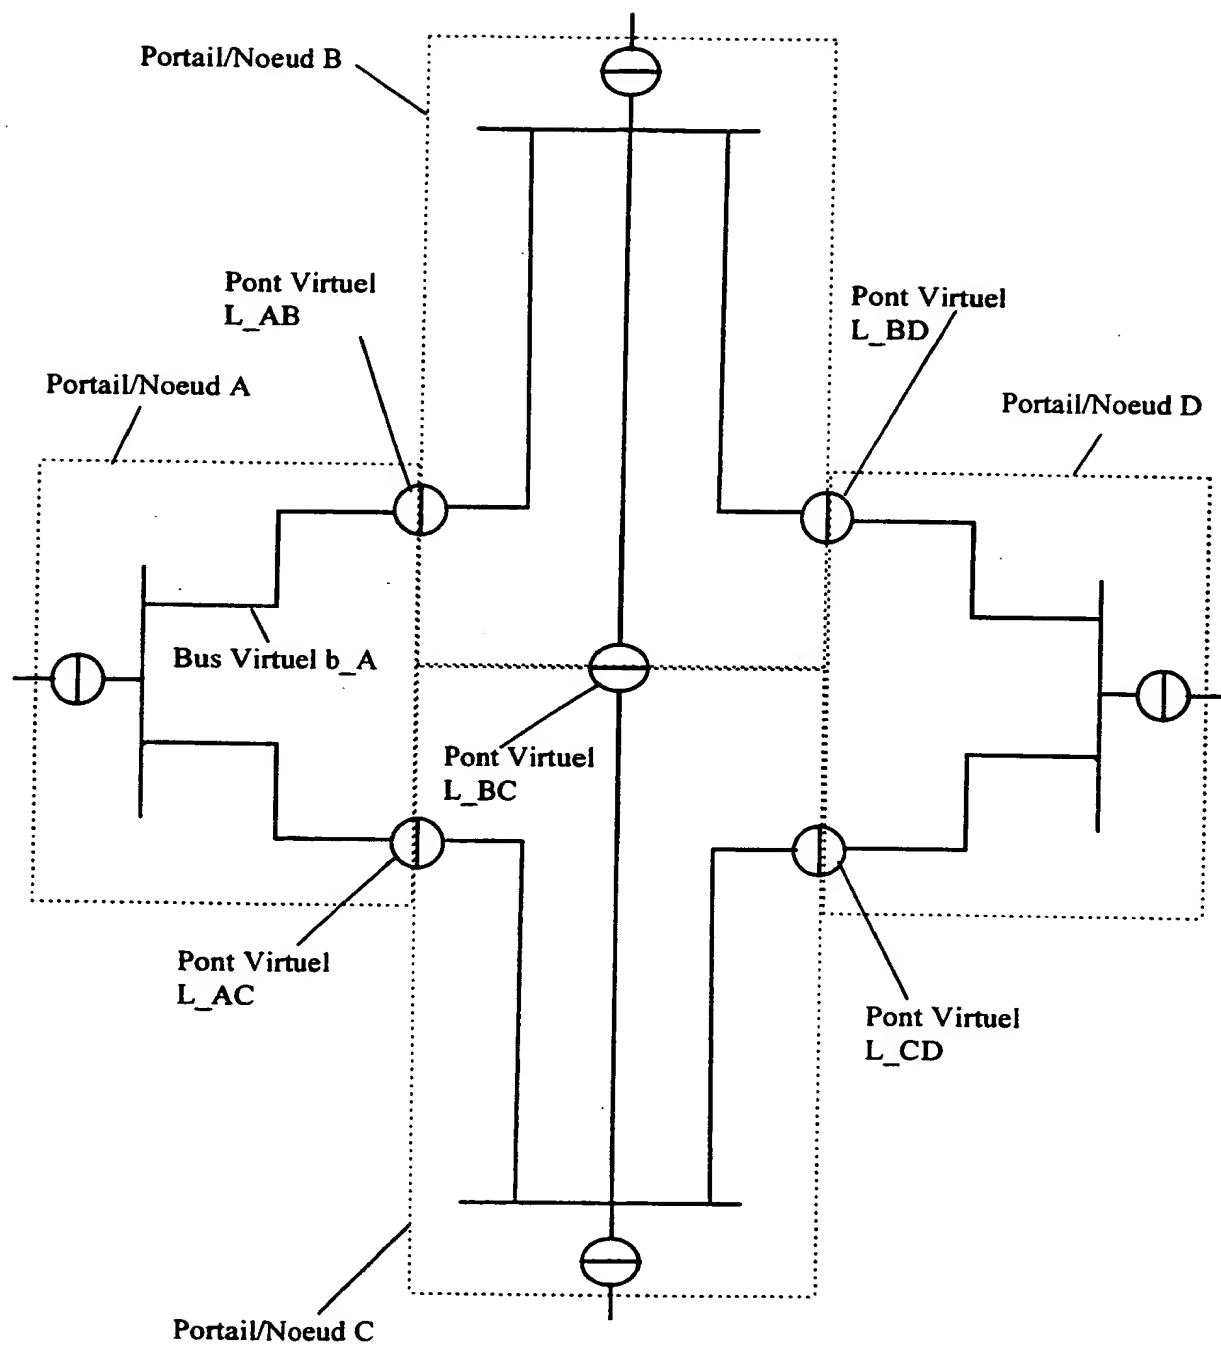 Portail/Noeud B
Pont Virtuel
L_AB
Pont Virtuel
L_BD
Portail/Noeud A
Portail/Noeud D
Bus Virtuel b_A
Pont Virtuel
L_BC
Pont Virtuel
L_AC
Pont Virtuel
L_CD
Portail/Noeud C